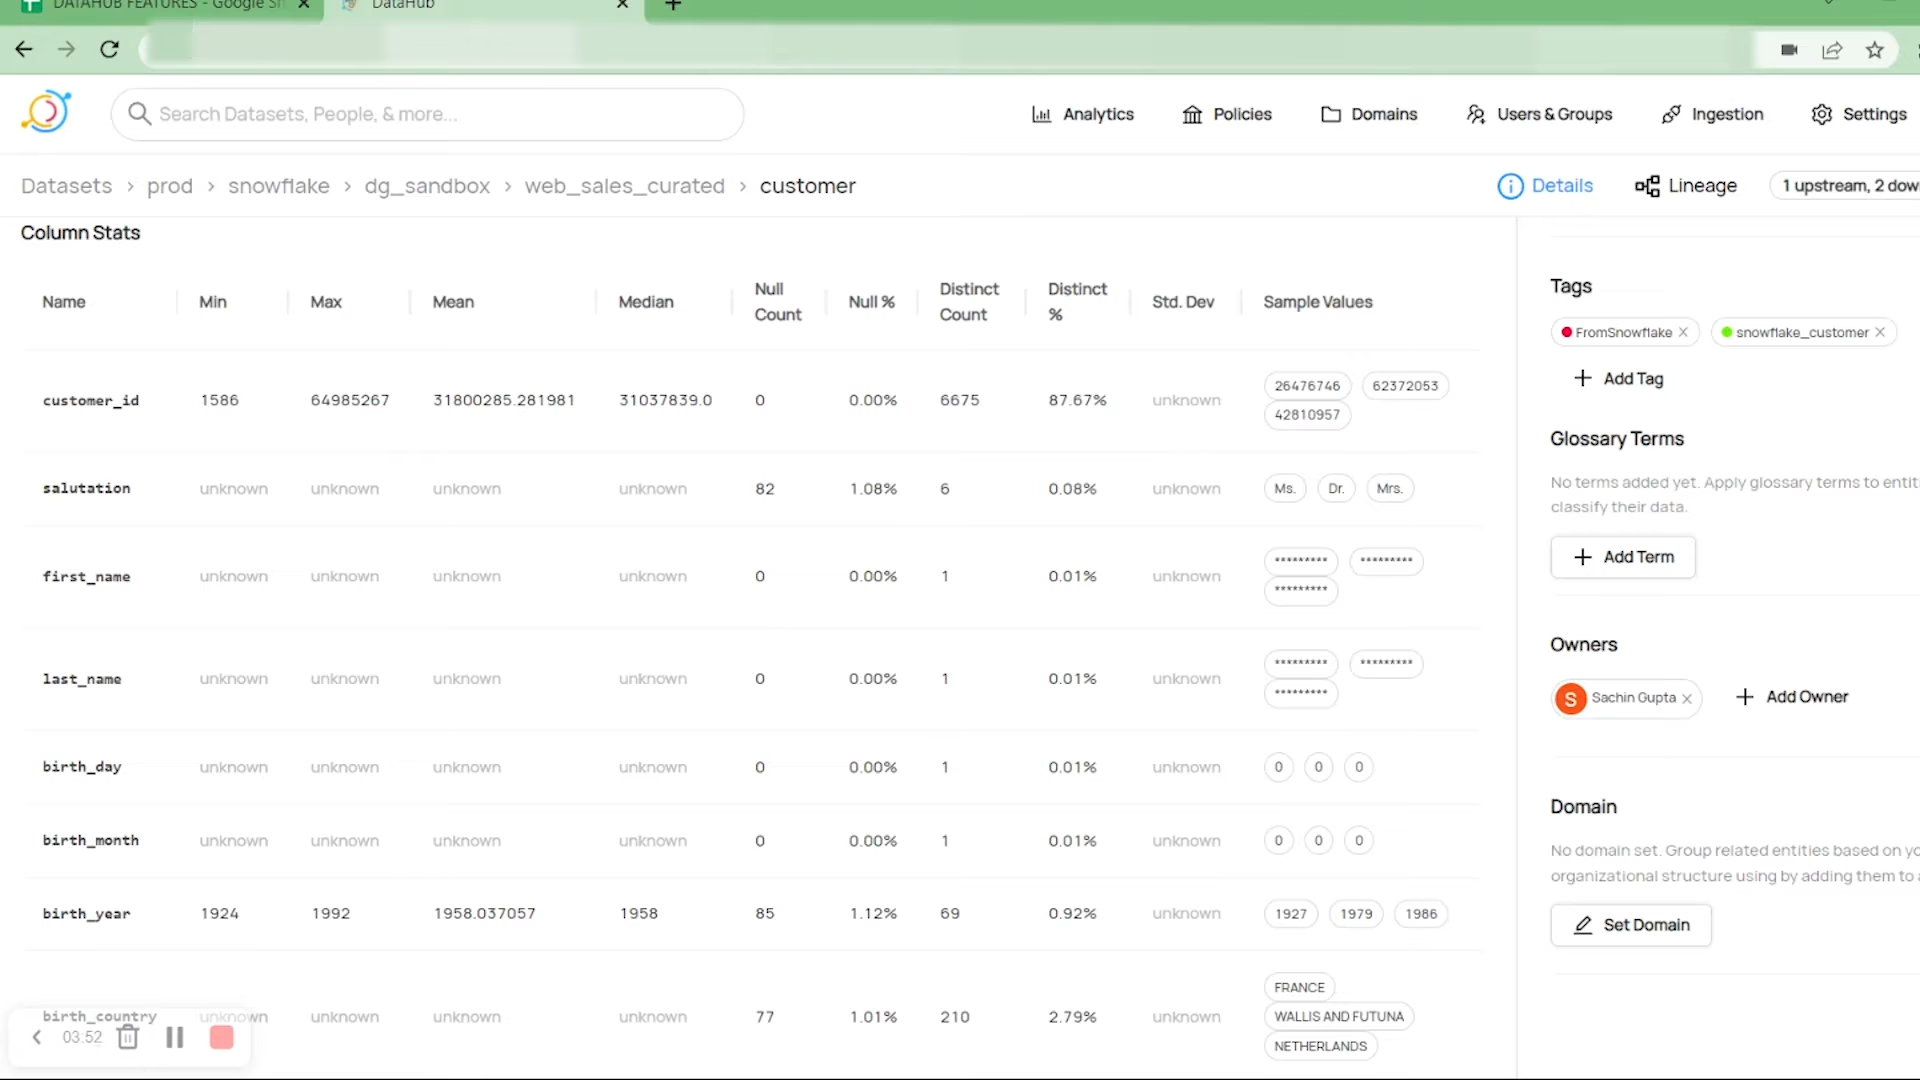 DATAHUB FEATURES - Google Sh
DataHub
Search Datasets, People, & more...
Analytics
Policies
Domains
Users & Groups
Ingestion
Settings
Datasets > prod > snowflake > dg_sandbox > web_sales_curated > customer
Details
Lineage
1 upstream, 2 dow
Column Stats
Name Min Max Mean Median Null Count Null % Distinct Count Distinct % Std. Dev Sample Values
customer_id 1586 64985267 31800285.281981 31037839.0 0 0.00% 6675 87.67% unknown 26476746 62372053
42810957
salutation unknown unknown unknown unknown 82 1.08% 6 0.08% unknown Ms. Dr. Mrs.
first_name unknown unknown unknown unknown 0 0.00% 1 0.01% unknown ********* *********
*********
last_name unknown unknown unknown unknown 0 0.00% 1 0.01% unknown ********* *********
*********
birth_day unknown unknown unknown unknown 0 0.00% 1 0.01% unknown 0 0 0
birth_month unknown unknown unknown unknown 0 0.00% 1 0.01% unknown 0 0 0
birth_year 1924 1992 1958.037057 1958 85 1.12% 69 0.92% unknown 1927 1979 1986
birth_country unknown unknown unknown unknown 77 1.01% 210 2.79% unknown FRANCE
WALLIS AND FUTUNA
NETHERLANDS
03:52
Tags
FromSnowflake
snowflake_customer
+ Add Tag
Glossary Terms
No terms added yet. Apply glossary terms to entit
classify their data.
+ Add Term
Owners
S Sachin Gupta
+ Add Owner
Domain
No domain set. Group related entities based on yo
organizational structure using by adding them to a
Set Domain